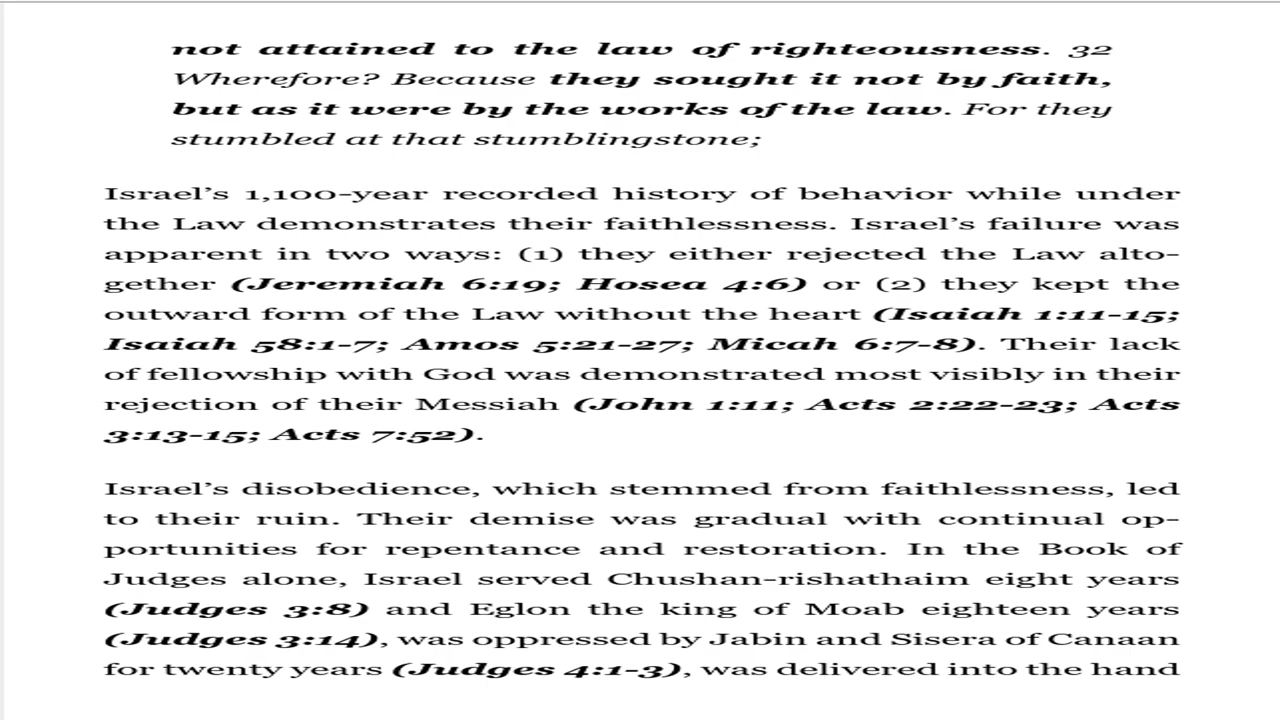 not attained to the law of righteousness. 32
Wherefore? Because they sought it not by faith,
but as it were by the works of the law. For they
stumbled at that stumblingstone;
Israel’s 1,100-year recorded history of behavior while under
the Law demonstrates their faithlessness. Israel’s failure was
apparent in two ways: (1) they either rejected the Law alto-
gether (Jeremiah 6:19; Hosea 4:6) or (2) they kept the
outward form of the Law without the heart (Isaiah 1:11-15;
Isaiah 58:1-7; Amos 5:21-27; Micah 6:7-8). Their lack
of fellowship with God was demonstrated most visibly in their
rejection of their Messiah (John 1:11; Acts 2:22-23; Acts
3:13-15; Acts 7:52).
Israel’s disobedience, which stemmed from faithlessness, led
to their ruin. Their demise was gradual with continual op-
portunities for repentance and restoration. In the Book of
Judges alone, Israel served Chushan-rishathaim eight years
(Judges 3:8) and Eglon the king of Moab eighteen years
(Judges 3:14), was oppressed by Jabin and Sisera of Canaan
for twenty years (Judges 4:1-3), was delivered into the hand